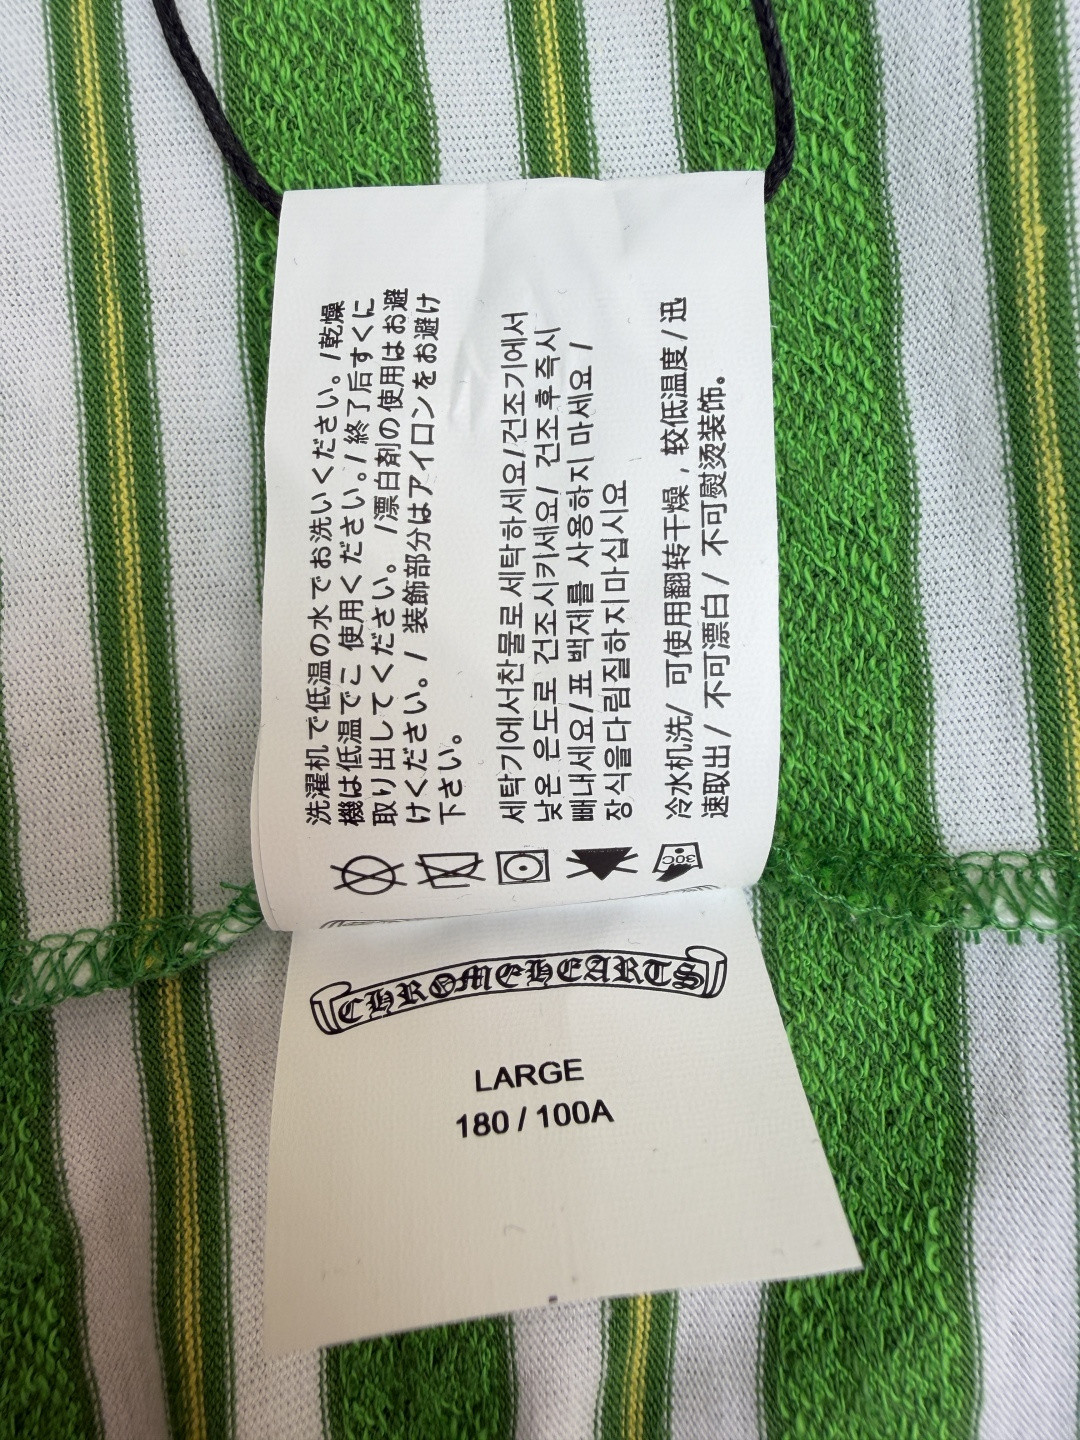 洗濯机で低温の水でお洗いください。/乾燥
機は低温でこ 使用ください。/ 終了后すくに
取り出してください。 /漂白剤の使用はお避
けください。/ 装飾部分はアイロンをお避け
下さい。
세탁기에서찬물로세탁하세요/건조기에서
낮은 온도로 건조시키세요/ 건조후즉시
빼내세요/표 백제를 사용하지 마세요 /
장식을다림질하지마십시요
冷水机洗/ 可使用翻转干燥 , 较低温度 / 迅
速取出 / 不可漂白 / 不可熨烫装饰。
30C
CHROMEHEARTS
LARGE
180 / 100A